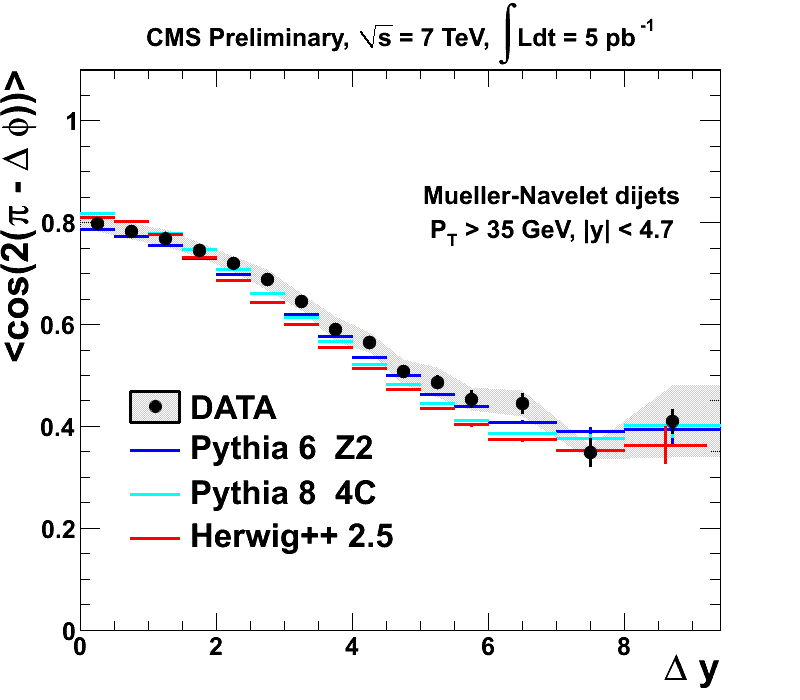 CMS Preliminary, √s = 7 TeV, ∫Ldt = 5 pb⁻¹
<cos(2(π - Δ ϕ))>
1
0.8
0.6
0.4
0.2
0
Mueller-Navelet dijets
P_T > 35 GeV, |y| < 4.7
DATA
Pythia 6 Z2
Pythia 8 4C
Herwig++ 2.5
0 2 4 6 8
Δ y